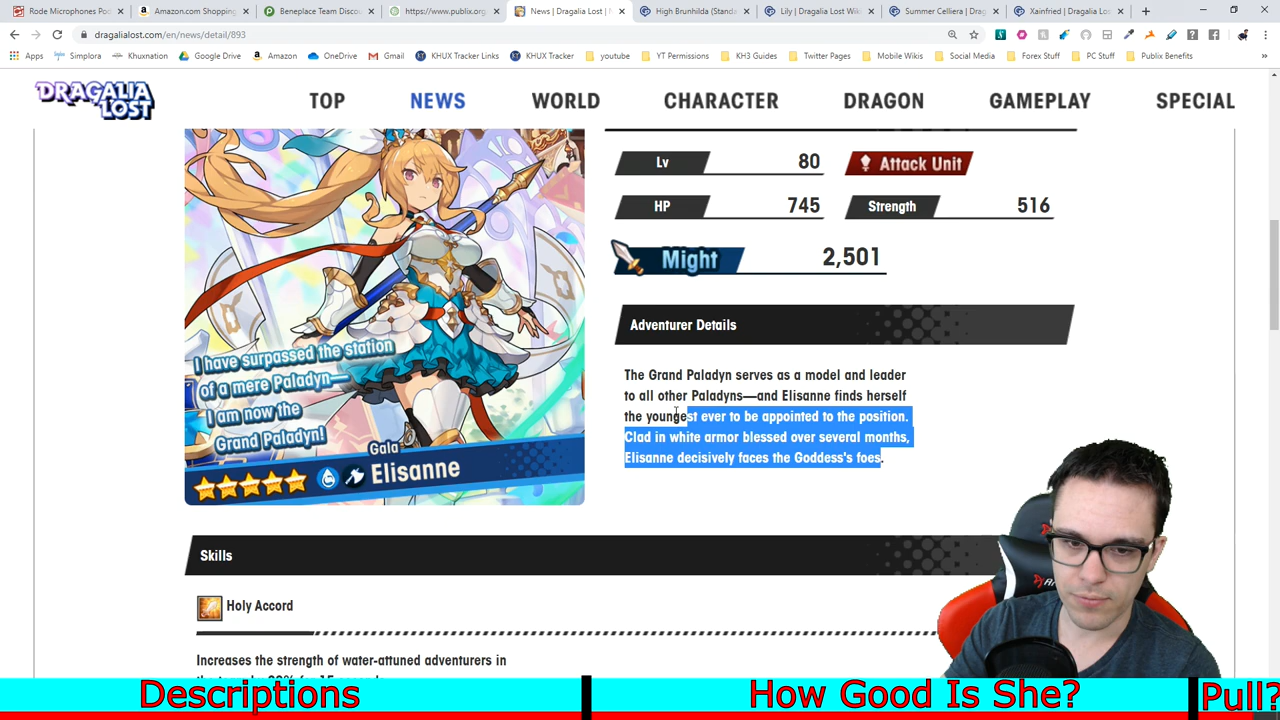 Rode Microphones Po
Amazon.com Shopping
Beneplace Team Discou
https://www.publix.org
News | Dragalia Lost |
High Brunhilda (Standa
Lily | Dragalia Lost Wiki
Summer Celliera | Drag
Xainfried | Dragalia Los
dragalialost.com/en/news/detail/893
Apps
Simplora
Khuxnation
Google Drive
Amazon
OneDrive
Gmail
KHUX Tracker Links
KHUX Tracker
youtube
YT Permissions
KH3 Guides
Twitter Pages
Mobile Wikis
Social Media
Forex Stuff
PC Stuff
Publix Benefits
DRAGALIA
LOST
TOP
NEWS
WORLD
CHARACTER
DRAGON
GAMEPLAY
SPECIAL
Lv 80
Attack Unit
HP 745
Strength 516
Might 2,501
Adventurer Details
The Grand Paladyn serves as a model and leader
to all other Paladyns—and Elisanne finds herself
the youngest ever to be appointed to the position.
Clad in white armor blessed over several months,
Elisanne decisively faces the Goddess's foes.
I have surpassed the station
of a mere Paladyn—
I am now the
Grand Paladyn!
Gala
Elisanne
Skills
Holy Accord
Increases the strength of water-attuned adventurers in
Descriptions
How Good Is She?
Pull?